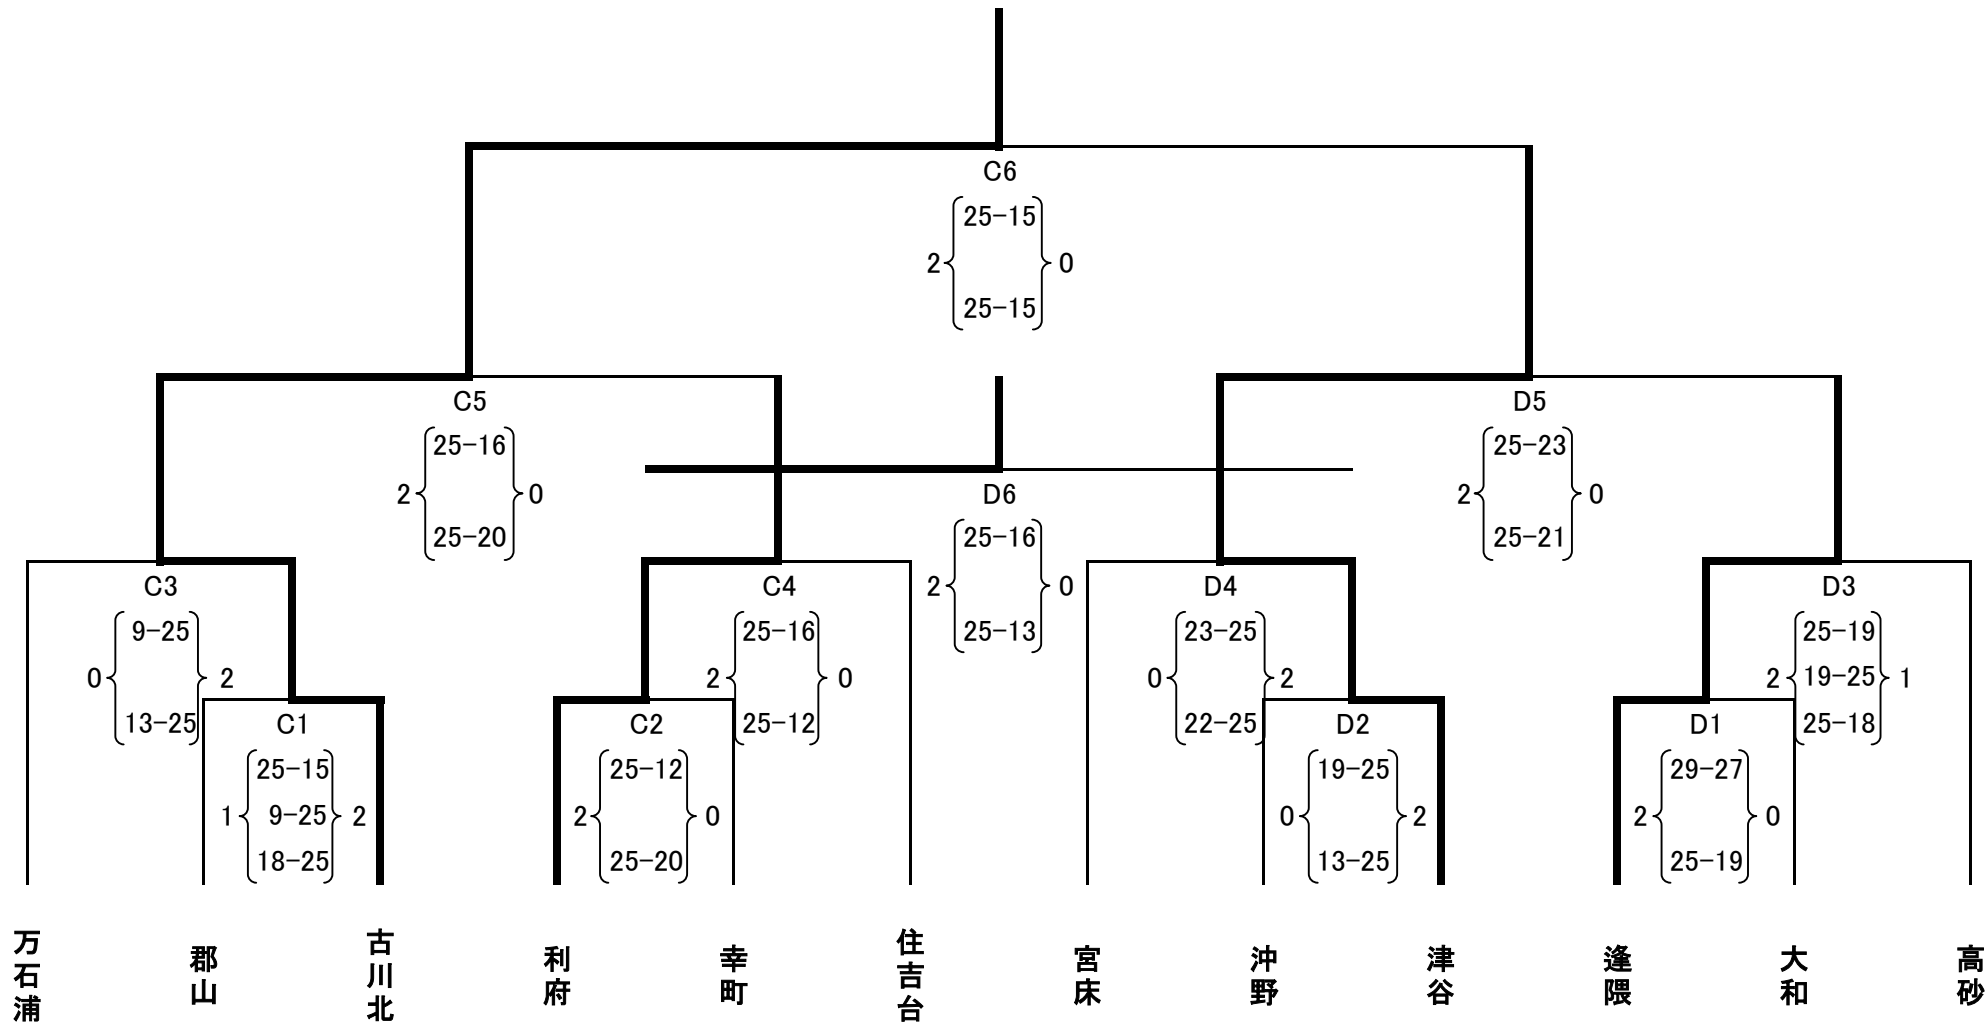 C6
25-15
2 0
25-15
C5 D5
25-16 25-23
2 0 2 0
25-20 25-21
D6
25-16
2 0
25-13
C3 C4 D4 D3
9-25 25-16 23-25 25-19
0 2 2 0 0 2 2 19-25 1
13-25 25-12 22-25 25-18
C1 C2 D2 D1
25-15 25-12 19-25 29-27
1 9-25 2 2 0 0 2 2 0
18-25 25-20 13-25 25-19
万石浦
郡山
古川北
利府
幸町
住吉台
宮床
沖野
津谷
逢隈
大和
高砂